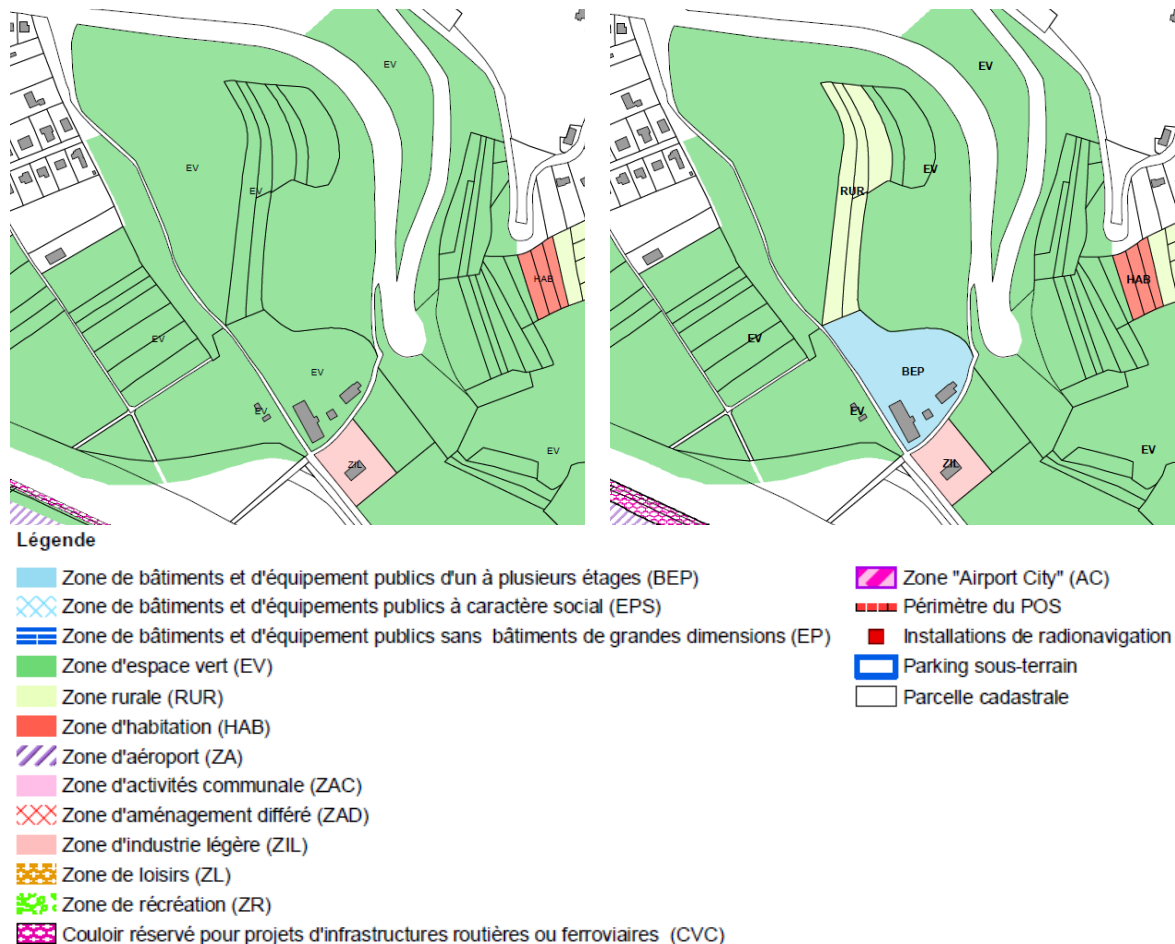 EV
EV
EV
HAB
EV
EV
EV
ZIL
EV
EV
EV
RUR
HAB
EV
BEP
EV
EV
ZIL
Légende
Zone de bâtiments et d'équipement publics d'un à plusieurs étages (BEP)
Zone de bâtiments et d'équipements publics à caractère social (EPS)
Zone de bâtiments et d'équipement publics sans bâtiments de grandes dimensions (EP)
Zone d'espace vert (EV)
Zone rurale (RUR)
Zone d'habitation (HAB)
Zone d'aéroport (ZA)
Zone d'activités communale (ZAC)
Zone d'aménagement différé (ZAD)
Zone d'industrie légère (ZIL)
Zone de loisirs (ZL)
Zone de récréation (ZR)
Couloir réservé pour projets d'infrastructures routières ou ferroviaires (CVC)
Zone "Airport City" (AC)
Périmètre du POS
Installations de radionavigation
Parking sous-terrain
Parcelle cadastrale